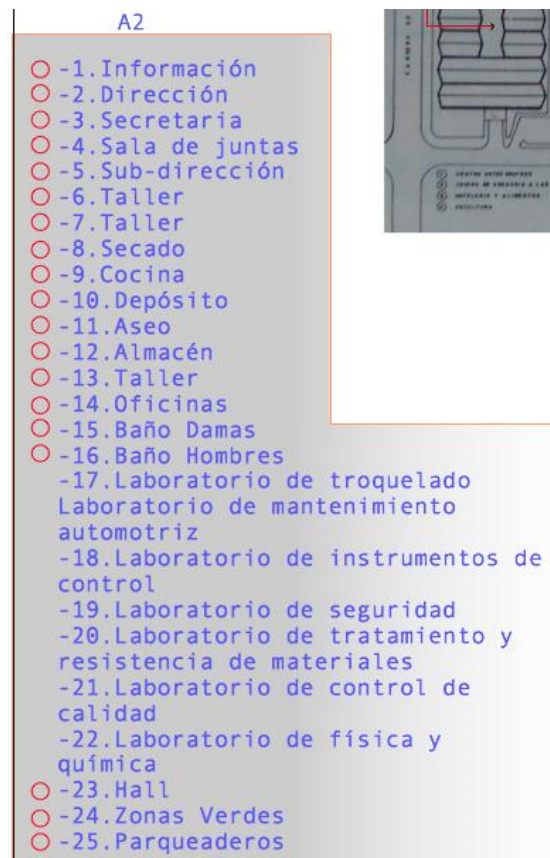 A2
-1.Información
-2.Dirección
-3.Secretaria
-4.Sala de juntas
-5.Sub-dirección
-6.Taller
-7.Taller
-8.Secado
-9.Cocina
-10.Depósito
-11.Aseo
-12.Almacén
-13.Taller
-14.Oficinas
-15.Baño Damas
-16.Baño Hombres
-17.Laboratorio de troquelado
Laboratorio de mantenimiento
automotriz
-18.Laboratorio de instrumentos de
control
-19.Laboratorio de seguridad
-20.Laboratorio de tratamiento y
resistencia de materiales
-21.Laboratorio de control de
calidad
-22.Laboratorio de física y
química
-23.Hall
-24.Zonas Verdes
-25.Parqueaderos